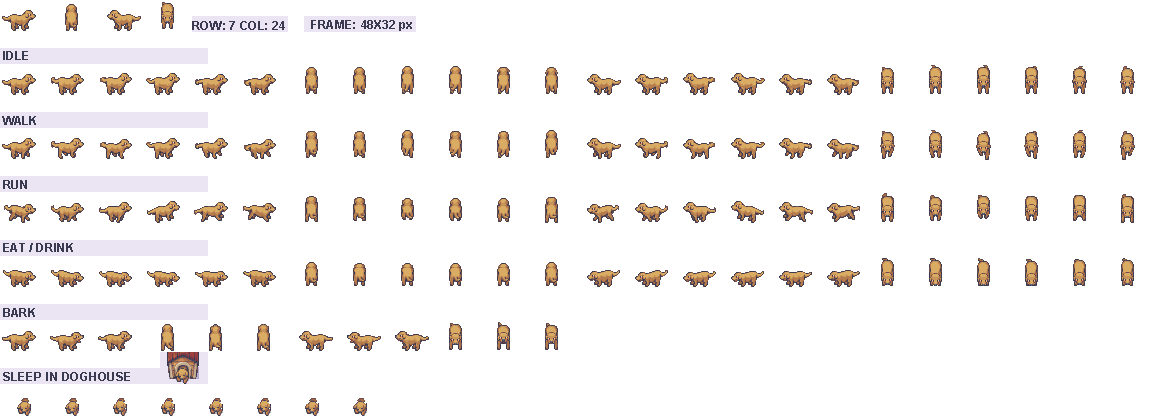 ROW: 7 COL: 24
FRAME: 48X32 px
IDLE
WALK
RUN
EAT / DRINK
BARK
SLEEP IN DOGHOUSE